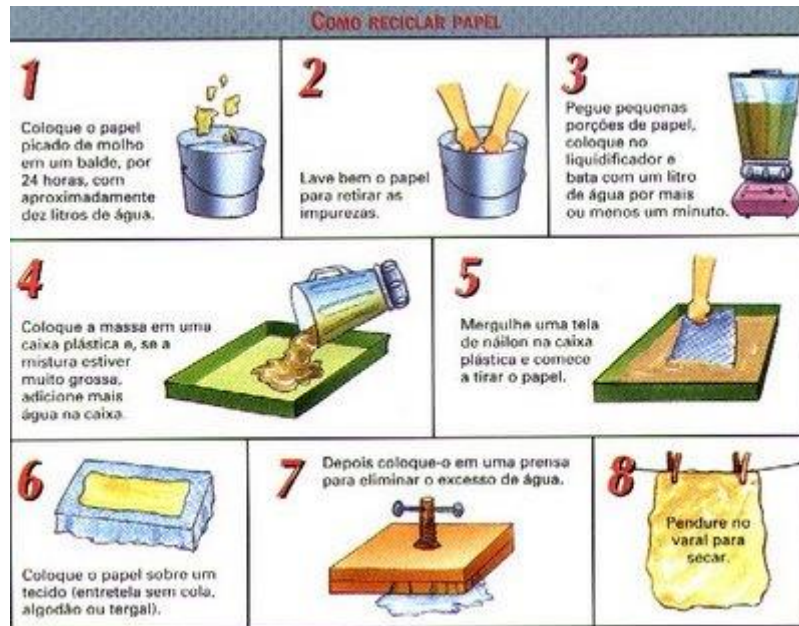 COMO RECICLAR PAPEL
1
Coloque o papel
picado de molho
em um balde, por
24 horas, com
aproximadamente
dez litros de água.
2
Lave bem o papel
para retirar as
impurezas.
3
Pegue pequenas
porções de papel,
coloque no
liquidificador e
bata com um litro
de água por mais
ou menos um minuto.
4
Coloque a massa em uma
caixa plástica e, se a
mistura estiver
muito grossa,
adicione mais
água na caixa.
5
Mergulhe uma tela
de náilon na caixa
plástica e comece
a tirar o papel.
6
Coloque o papel sobre um
tecido (entretela sem cola,
algodão ou tergal).
7
Depois coloque-o em uma prensa
para eliminar o excesso de água.
8
Pendure no
varal para
secar.